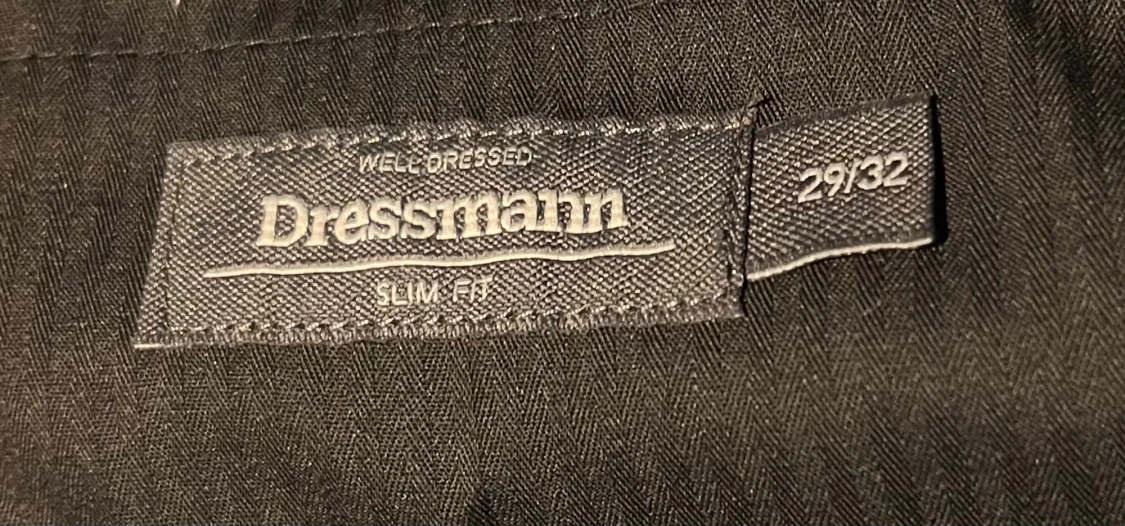 WELL DRESSED
Dressmann
SLIM FIT
29/32